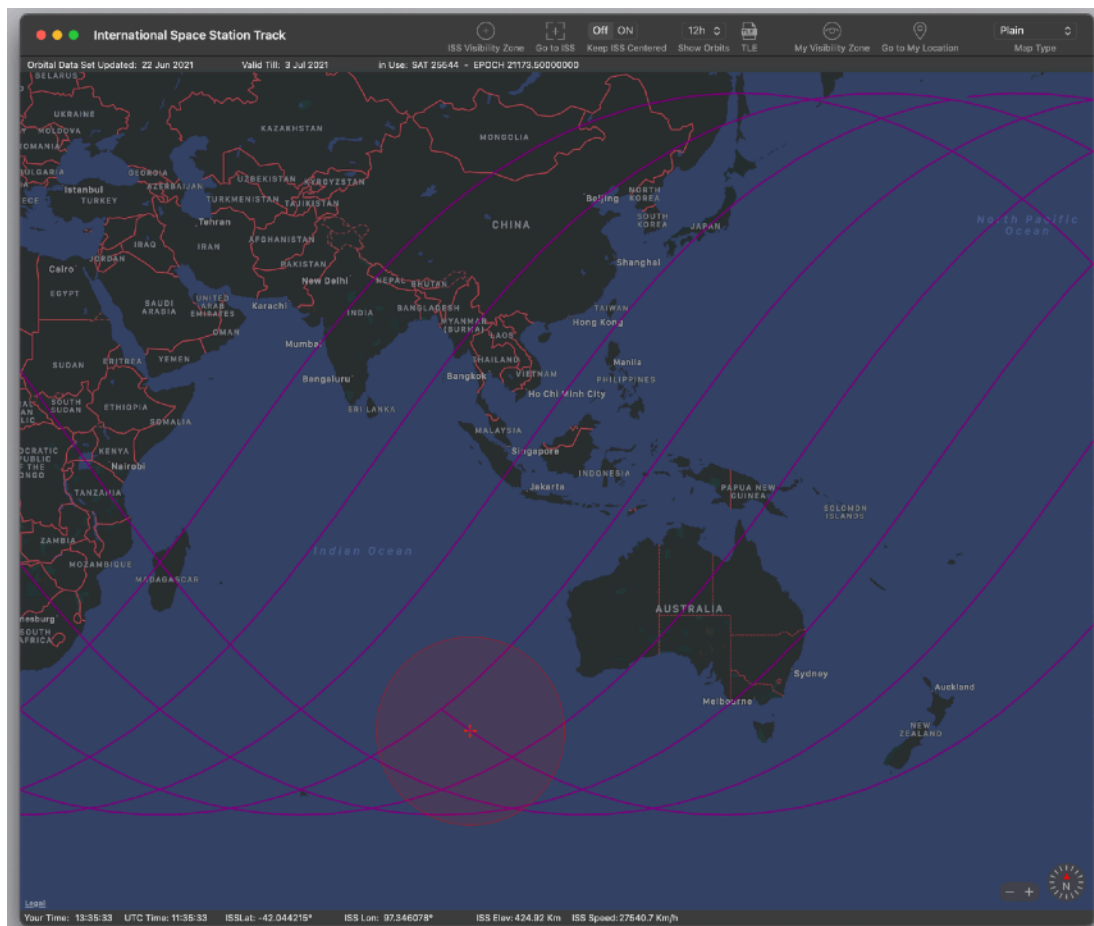 International Space Station Track
Off ON
12h
Plain
ISS Visibility Zone Go to ISS Keep ISS Centered Show Orbits TLE My Visibility Zone Go to My Location Map Type
Orbital Data Set Updated: 22 Jun 2021 Valid Till: 3 Jul 2021 in Use: SAT 25544 - EPOCH 21173.50000000
BELARUS
UKRAINE
MOLDOVA
KAZAKHSTAN
MONGOLIA
GEORGIA
AZERBAIJAN
UZBEKISTAN
KYRGYZSTAN
Istanbul
TURKEY
TURKMENISTAN
TAJIKISTAN
Beijing
NORTH
KOREA
Tehran
CHINA
SOUTH
KOREA
JAPAN
North Pacific
Ocean
IRAQ
IRAN
AFGHANISTAN
JORDAN
Cairo
PAKISTAN
New Delhi
NEPAL
BHUTAN
Shanghai
EGYPT
SAUDI
ARABIA
UNITED
ARAB
EMIRATES
Karachi
INDIA
BANGLADESH
TAIWAN
OMAN
MYANMAR
(BURMA)
Hong Kong
LAOS
Mumbai
SUDAN
ERITREA
YEMEN
THAILAND
Manila
Bengaluru
Bangkok
VIETNAM
PHILIPPINES
Ho Chi Minh City
SOUTH
SUDAN
ETHIOPIA
SRI LANKA
SOMALIA
MALAYSIA
KENYA
Singapore
Nairobi
INDONESIA
Jakarta
TANZANIA
PAPUA NEW
GUINEA
SOLOMON
ISLANDS
ZAMBIA
Indian Ocean
MOZAMBIQUE
MADAGASCAR
AUSTRALIA
SOUTH
AFRICA
Sydney
Melbourne
Auckland
NEW
ZEALAND
N
Legal
Your Time: 13:35:33 UTC Time: 11:35:33 ISSLat: -42.044215° ISS Lon: 97.346078° ISS Elev: 424.92 Km ISS Speed: 27540.7 Km/h